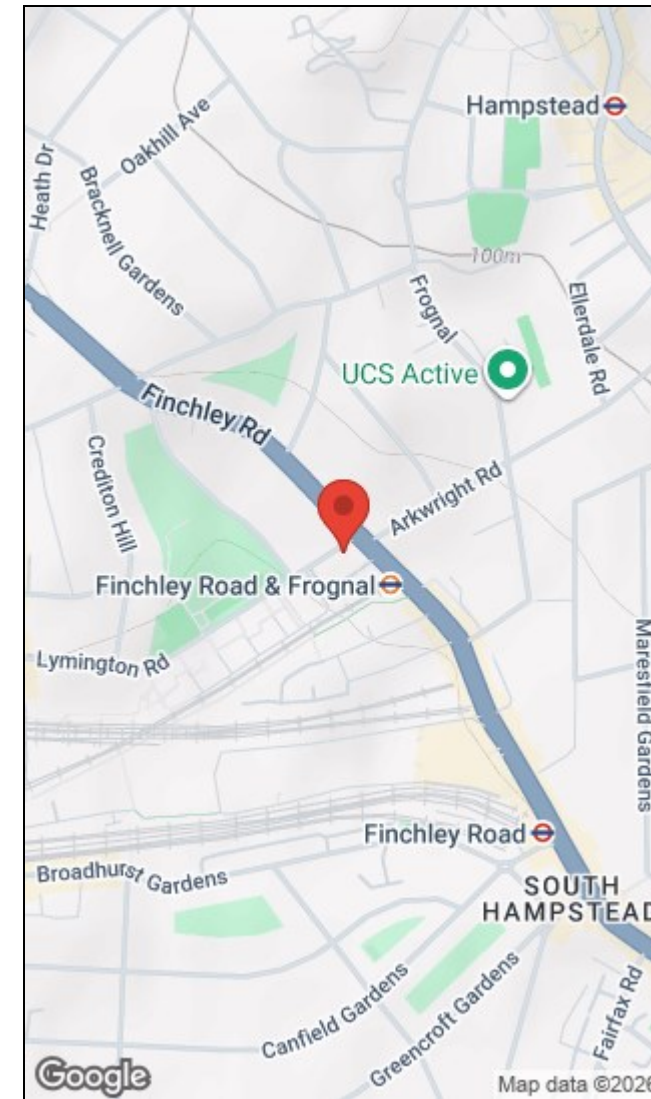 Hampstead
Oakhill Ave
Heath Dr
Bracknell Gardens
100m
Frognal
Ellerdale Rd
UCS Active
Finchley Rd
Crediton Hill
Arkwright Rd
Finchley Road & Frognal
Lymington Rd
Maresfield Gardens
Finchley Road
Broadhurst Gardens
SOUTH
HAMPSTEAD
Canfield Gardens
Greencroft Gardens
Fairfax Rd
Google
Map data ©2026